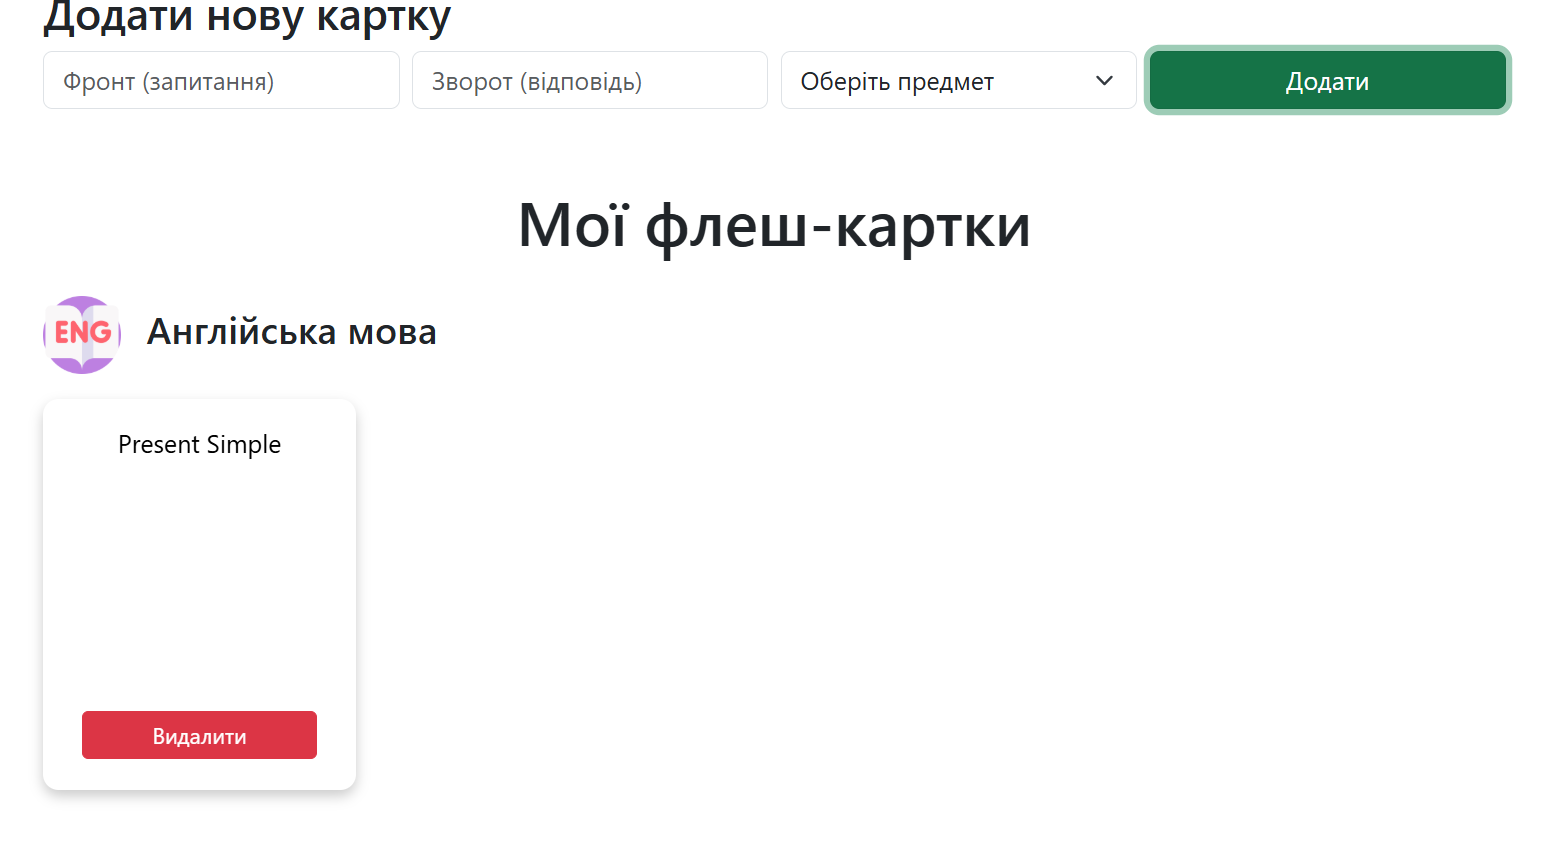 Додати нову картку
Фронт (запитання) Зворот (відповідь) Оберіть предмет Додати
Мої флеш-картки
ENG Англійська мова
Present Simple
Видалити